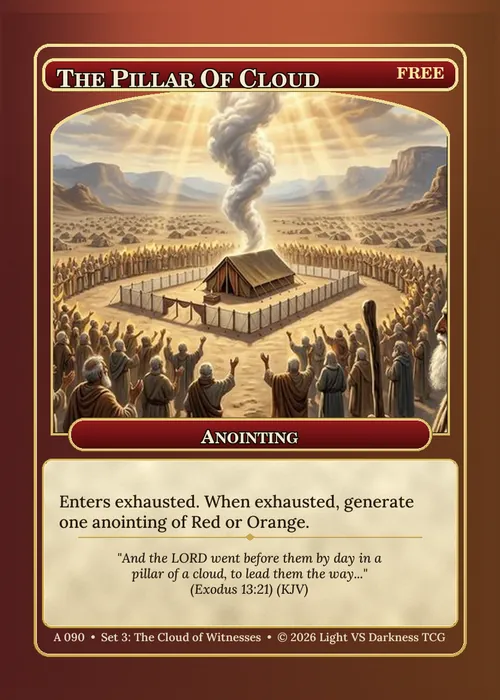 The Pillar Of Cloud
FREE
Anointing
Enters exhausted. When exhausted, generate
one anointing of Red or Orange.
"And the LORD went before them by day in a
pillar of a cloud, to lead them the way..."
(Exodus 13:21) (KJV)
A 090 • Set 3: The Cloud of Witnesses • © 2026 Light VS Darkness TCG